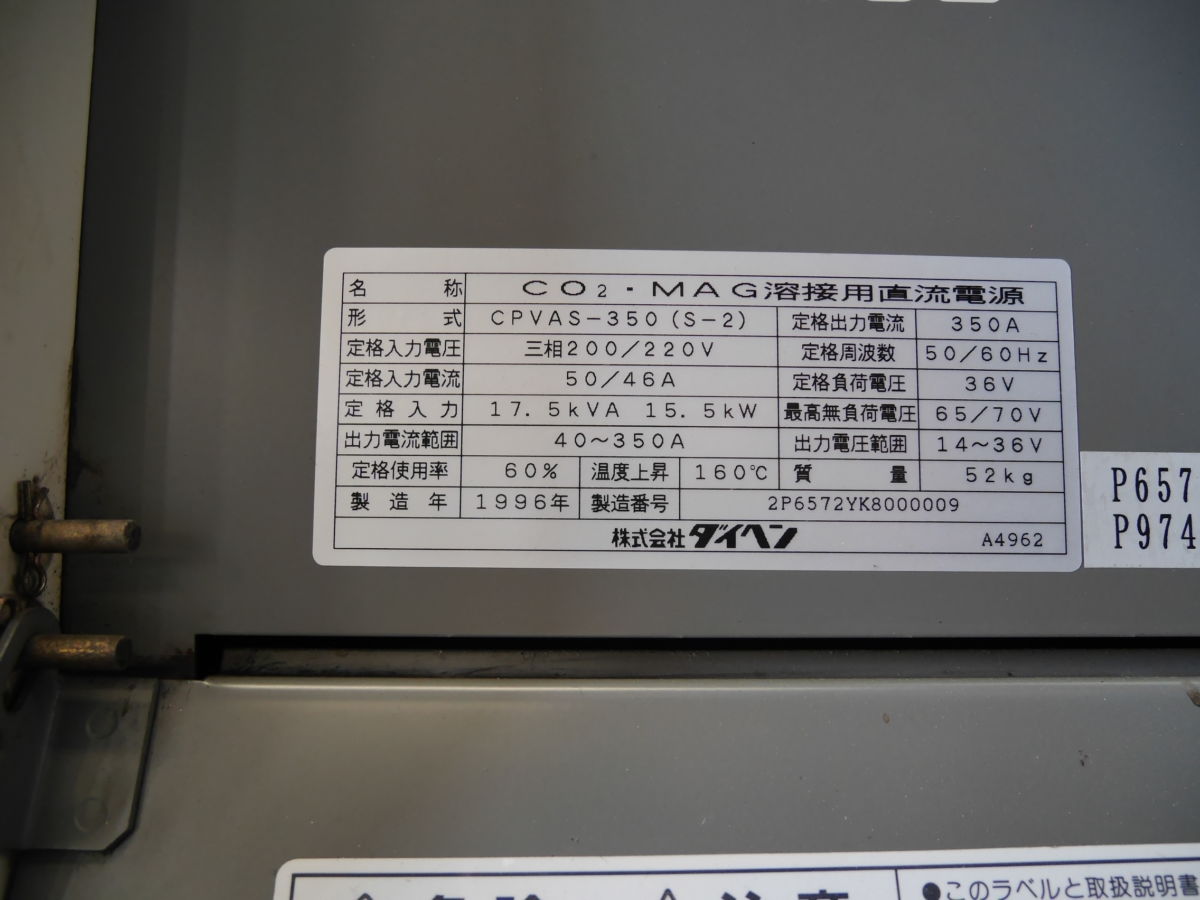 名 称 CO₂・MAG溶接用直流電源
形 式 CPVAS-350(S-2) 定格出力電流 350A
定格入力電圧 三相200/220V 定格周波数 50/60Hz
定格入力電流 50/46A 定格負荷電圧 36V
定格入力 17.5kVA 15.5kW 最高無負荷電圧 65/70V
出力電流範囲 40~350A 出力電圧範囲 14~36V
定格使用率 60% 温度上昇 160℃ 質 量 52kg
製造年 1996年 製造番号 2P6572YK8000009
株式会社ダイヘン A4962
P657
P974
危険 注意 ●このラベルと取扱説明書